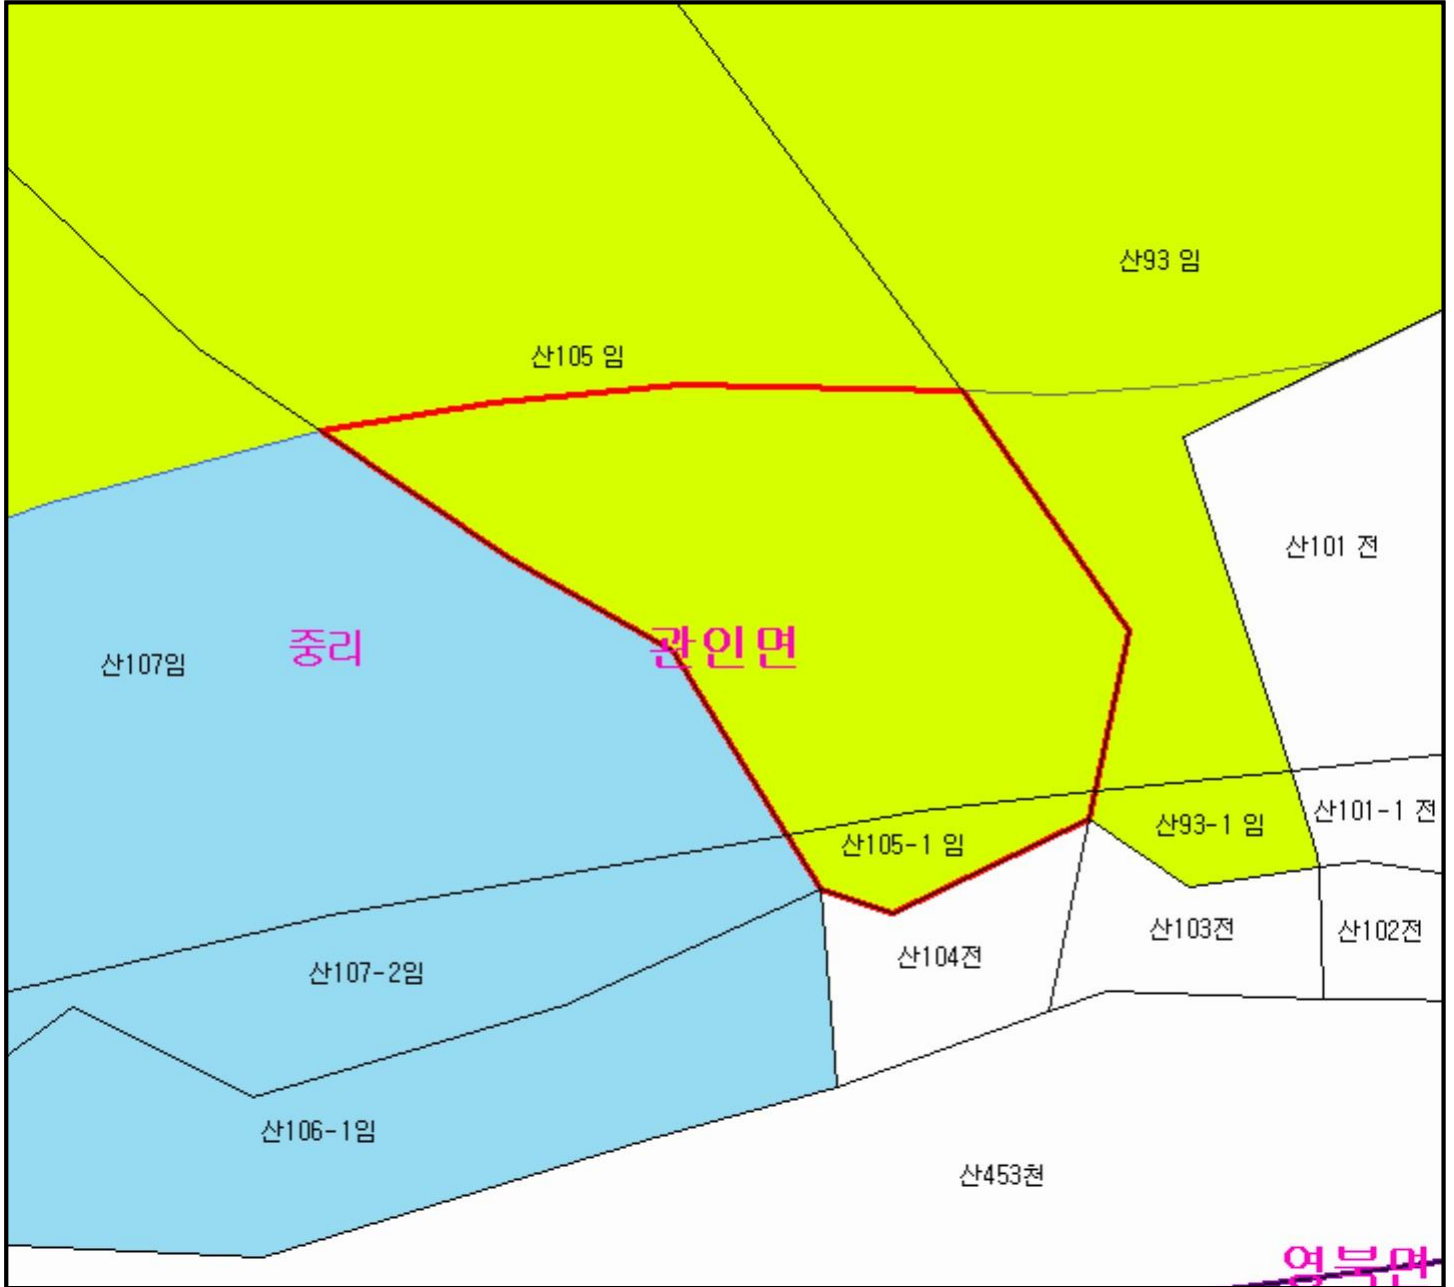 산93 임
산105 임
산101 전
관인면
중리
산107임
산101-1 전
산93-1 임
산105-1 임
산103전
산102전
산104전
산107-2임
산106-1임
산453천
영북면